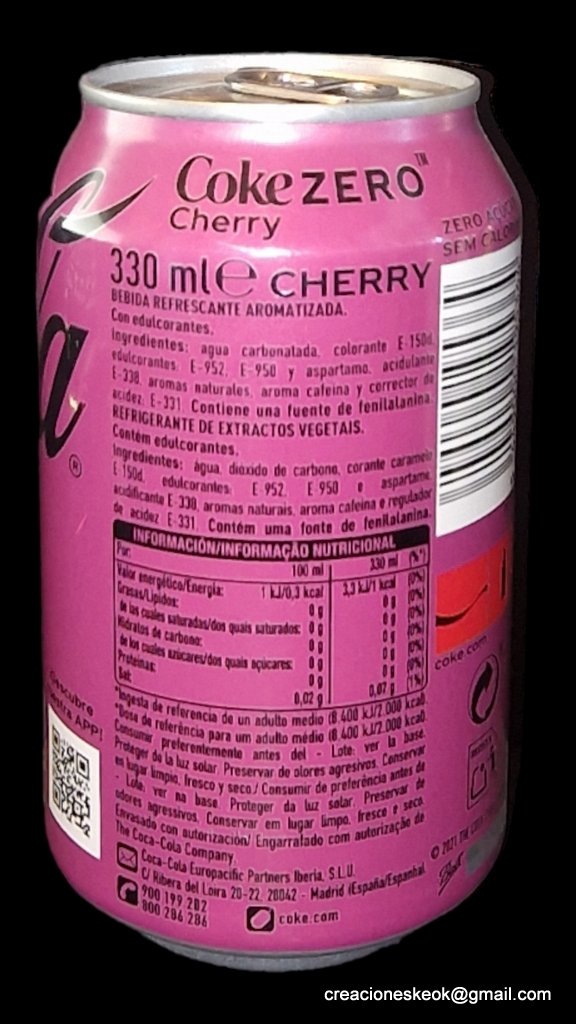 Coke ZERO™
Cherry
ZERO AÇÚCAR
SEM CALO
330 ml e CHERRY
BEBIDA REFRESCANTE AROMATIZADA.
Con edulcorantes.
Ingredientes: agua carbonatada, colorante E-150d,
edulcorantes: E-952, E-950 y aspartamo, acidulante
E-338, aromas naturales, aroma cafeína y corrector de
acidez, E-331. Contiene una fuente de fenilalanina.
REFRIGERANTE DE EXTRACTOS VEGETAIS.
Contém edulcorantes.
Ingredientes: água, dióxido de carbono, corante caramelo
E-150d, edulcorantes: E-952, E-950 e aspartame,
acidificante E-338, aromas naturais, aroma cafeína e regulador
de acidez E-331. Contém uma fonte de fenilalanina.
INFORMACIÓN/INFORMAÇÃO NUTRICIONAL
Por: 100 ml 330 ml (%*)
Valor energético/Energia: 1 kJ/0,3 kcal 3,3 kJ/1 kcal (0%)
Grasas/Lípidos: 0 g 0 g (0%)
de las cuales saturadas/dos quais saturados: 0 g 0 g (0%)
Hidratos de carbono: 0 g 0 g (0%)
de los cuales azúcares/dos quais açúcares: 0 g 0 g (0%)
Proteínas: 0 g 0 g (0%)
Sal: 0,02 g 0,07 g (1%)
*Ingesta de referencia de un adulto medio (8.400 kJ/2.000 kcal).
*Dose de referência para um adulto médio (8.400 kJ/2.000 kcal).
Consumir preferentemente antes del - Lote: ver la base.
Proteger de la luz solar. Preservar de olores agresivos. Conservar
en lugar limpio, fresco y seco/ Consumir de preferência antes de
- Lote: ver na base. Proteger da luz solar. Preservar de
odores agressivos. Conservar em lugar limpo, fresco e seco.
Envasado con autorización/ Engarrafado com autorização de
The Coca-Cola Company.
Coca-Cola Europacific Partners Iberia, S.L.U.
C/ Ribera del Loira 20-22, 28042 - Madrid (España/Espanha).
900 199 202
800 286 286
coke.com
a®
Descubre
APP!
coke.com
© 2021 The
Ball
creacioneskeok@gmail.com